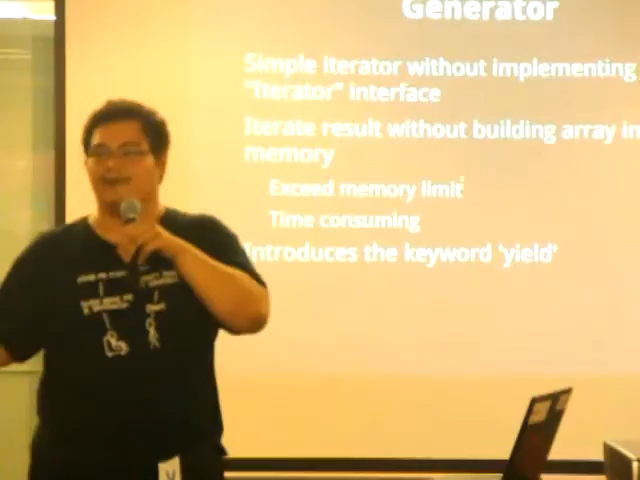 Generator
Simple iterator without implementing
"Iterator" interface
Iterate result without building array in
memory
Exceed memory limit
Time consuming
Introduces the keyword 'yield'